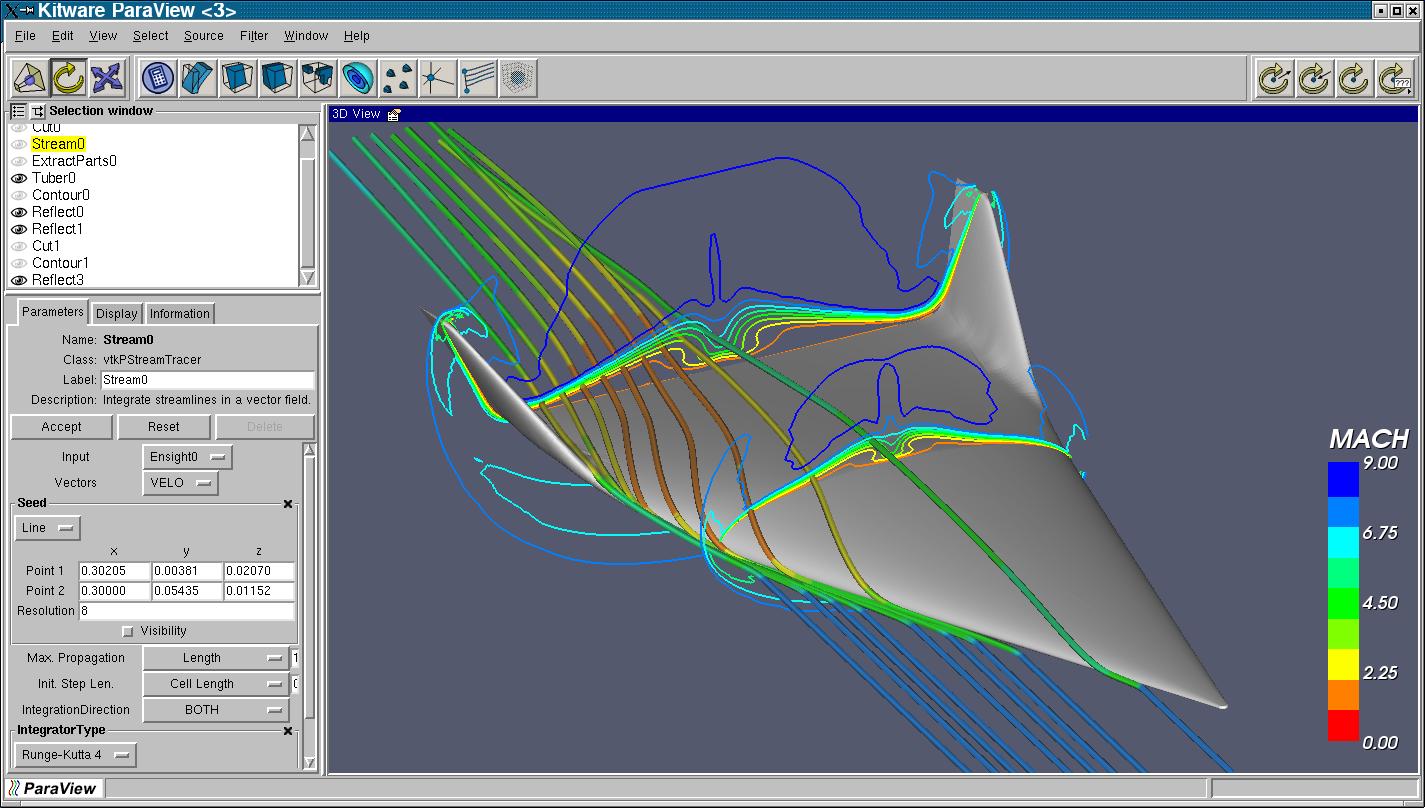 Kitware ParaView <3>
File Edit View Select Source Filter Window Help
???
Selection window
Cut0
Stream0
ExtractParts0
Tuber0
Contour0
Reflect0
Reflect1
Cut1
Contour1
Reflect3
Parameters Display Information
Name: Stream0
Class: vtkPStreamTracer
Label: Stream0
Description: Integrate streamlines in a vector field.
Accept Reset Delete
Input Ensight0
Vectors VELO
Seed
Line
x y z
Point 1 0.30205 0.00381 0.02070
Point 2 0.30000 0.05435 0.01152
Resolution 8
Visibility
Max. Propagation Length 1
Init. Step Len. Cell Length
IntegrationDirection BOTH
IntegratorType
Runge-Kutta 4
ParaView
3D View
MACH
9.00
6.75
4.50
2.25
0.00